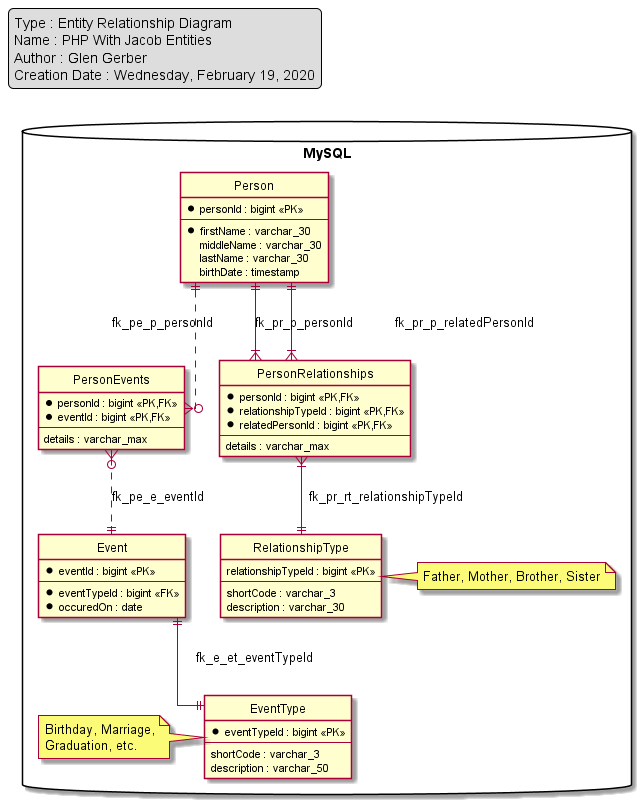 Type : Entity Relationship Diagram
Name : PHP With Jacob Entities
Author : Glen Gerber
Creation Date : Wednesday, February 19, 2020
MySQL
Person
personId : bigint «PK»
firstName : varchar_30
middleName : varchar_30
lastName : varchar_30
birthDate : timestamp
fk_pe_p_personId
fk_pr_p_personId
fk_pr_p_relatedPersonId
PersonEvents
personId : bigint «PK,FK»
eventId : bigint «PK,FK»
details : varchar_max
PersonRelationships
personId : bigint «PK,FK»
relationshipTypeId : bigint «PK,FK»
relatedPersonId : bigint «PK,FK»
details : varchar_max
fk_pe_e_eventId
fk_pr_rt_relationshipTypeId
Event
eventId : bigint «PK»
eventTypeId : bigint «FK»
occuredOn : date
RelationshipType
relationshipTypeId : bigint «PK»
shortCode : varchar_3
description : varchar_30
Father, Mother, Brother, Sister
fk_e_et_eventTypeId
Birthday, Marriage,
Graduation, etc.
EventType
eventTypeId : bigint «PK»
shortCode : varchar_3
description : varchar_50